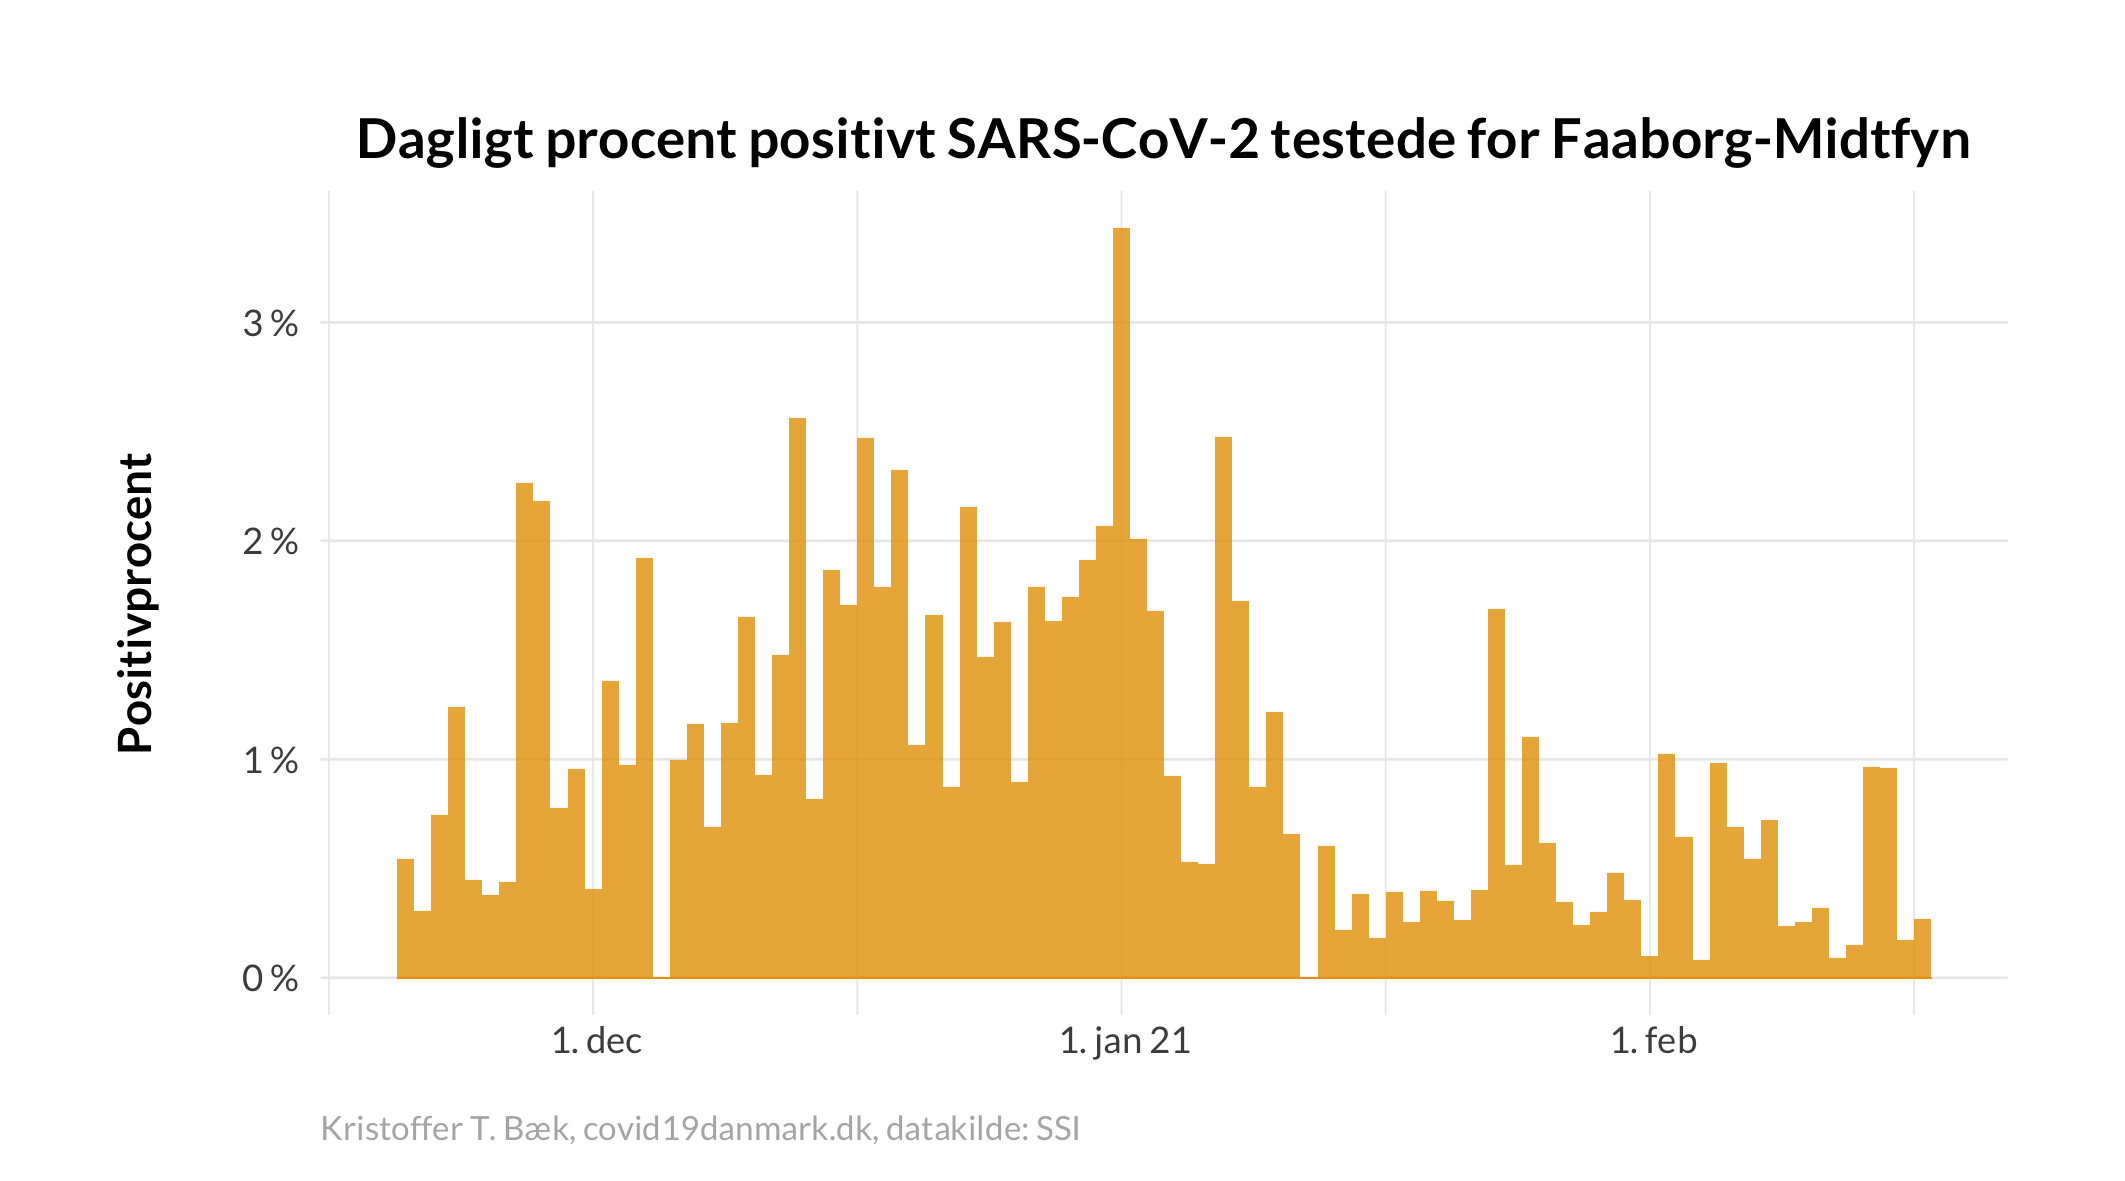 Dagligt procent positivt SARS-CoV-2 testede for Faaborg-Midtfyn
Positivprocent
3 %
2 %
1 %
0 %
1. dec
1. jan 21
1. feb
Kristoffer T. Bæk, covid19danmark.dk, datakilde: SSI